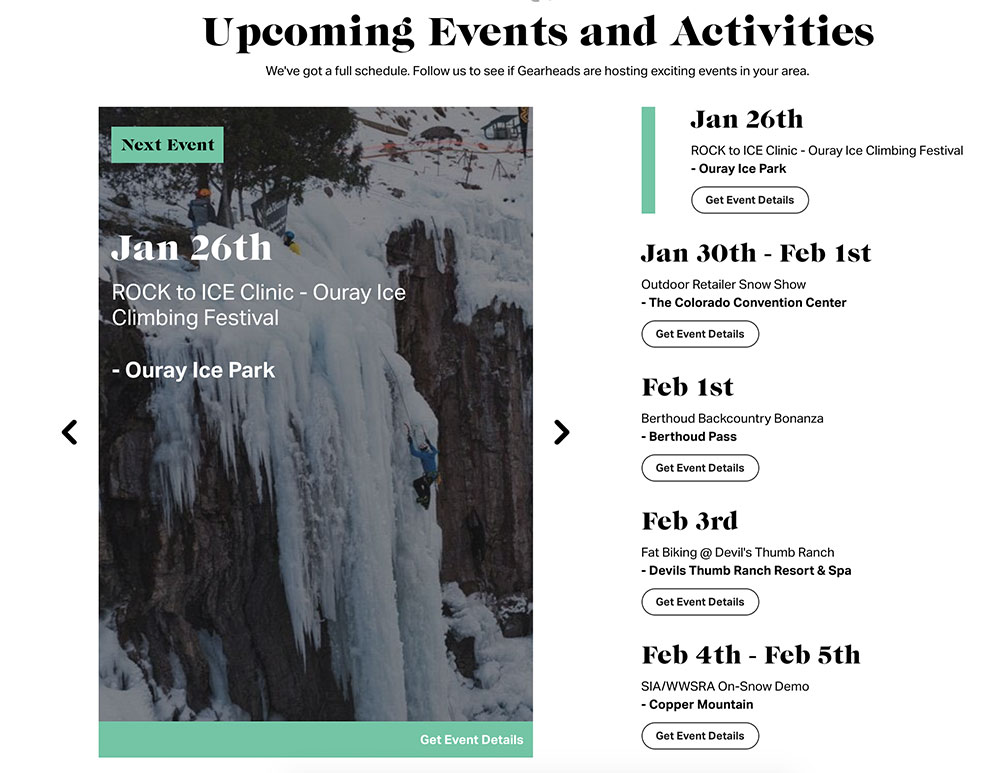 Upcoming Events and Activities
We've got a full schedule. Follow us to see if Gearheads are hosting exciting events in your area.
Next Event
Jan 26th
ROCK to ICE Clinic - Ouray Ice
Climbing Festival
- Ouray Ice Park
Get Event Details
Jan 26th
ROCK to ICE Clinic - Ouray Ice Climbing Festival
- Ouray Ice Park
Get Event Details
Jan 30th - Feb 1st
Outdoor Retailer Snow Show
- The Colorado Convention Center
Get Event Details
Feb 1st
Berthoud Backcountry Bonanza
- Berthoud Pass
Get Event Details
Feb 3rd
Fat Biking @ Devil's Thumb Ranch
- Devils Thumb Ranch Resort & Spa
Get Event Details
Feb 4th - Feb 5th
SIA/WWSRA On-Snow Demo
- Copper Mountain
Get Event Details